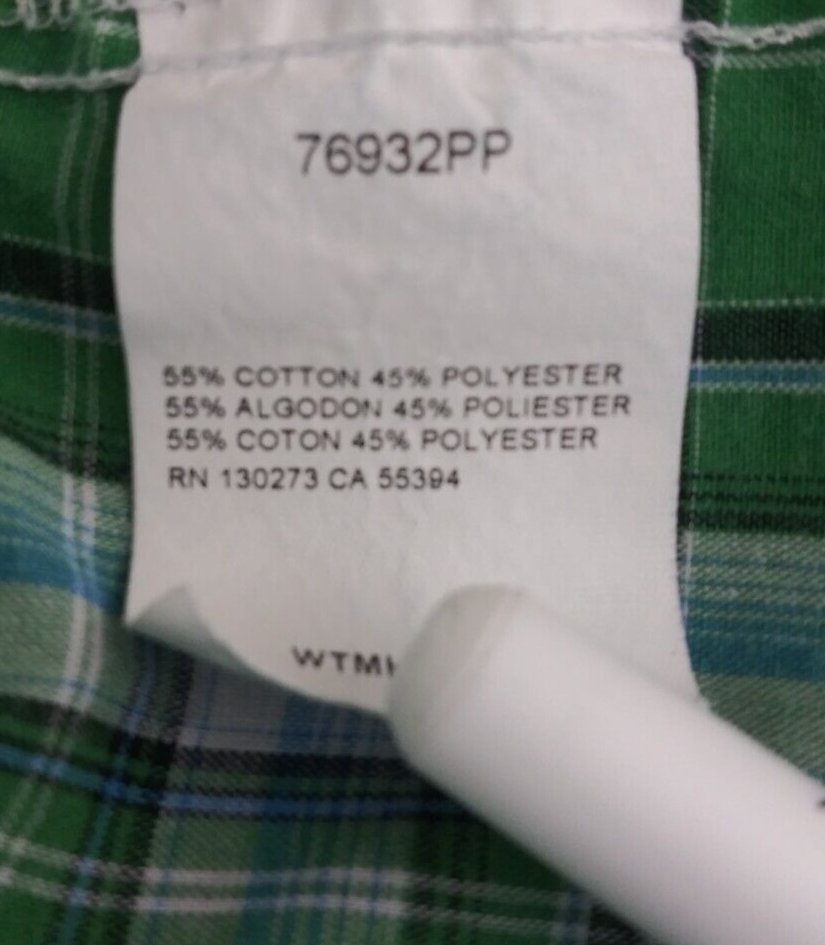 76932PP
55% COTTON 45% POLYESTER
55% ALGODON 45% POLIESTER
55% COTON 45% POLYESTER
RN 130273 CA 55394